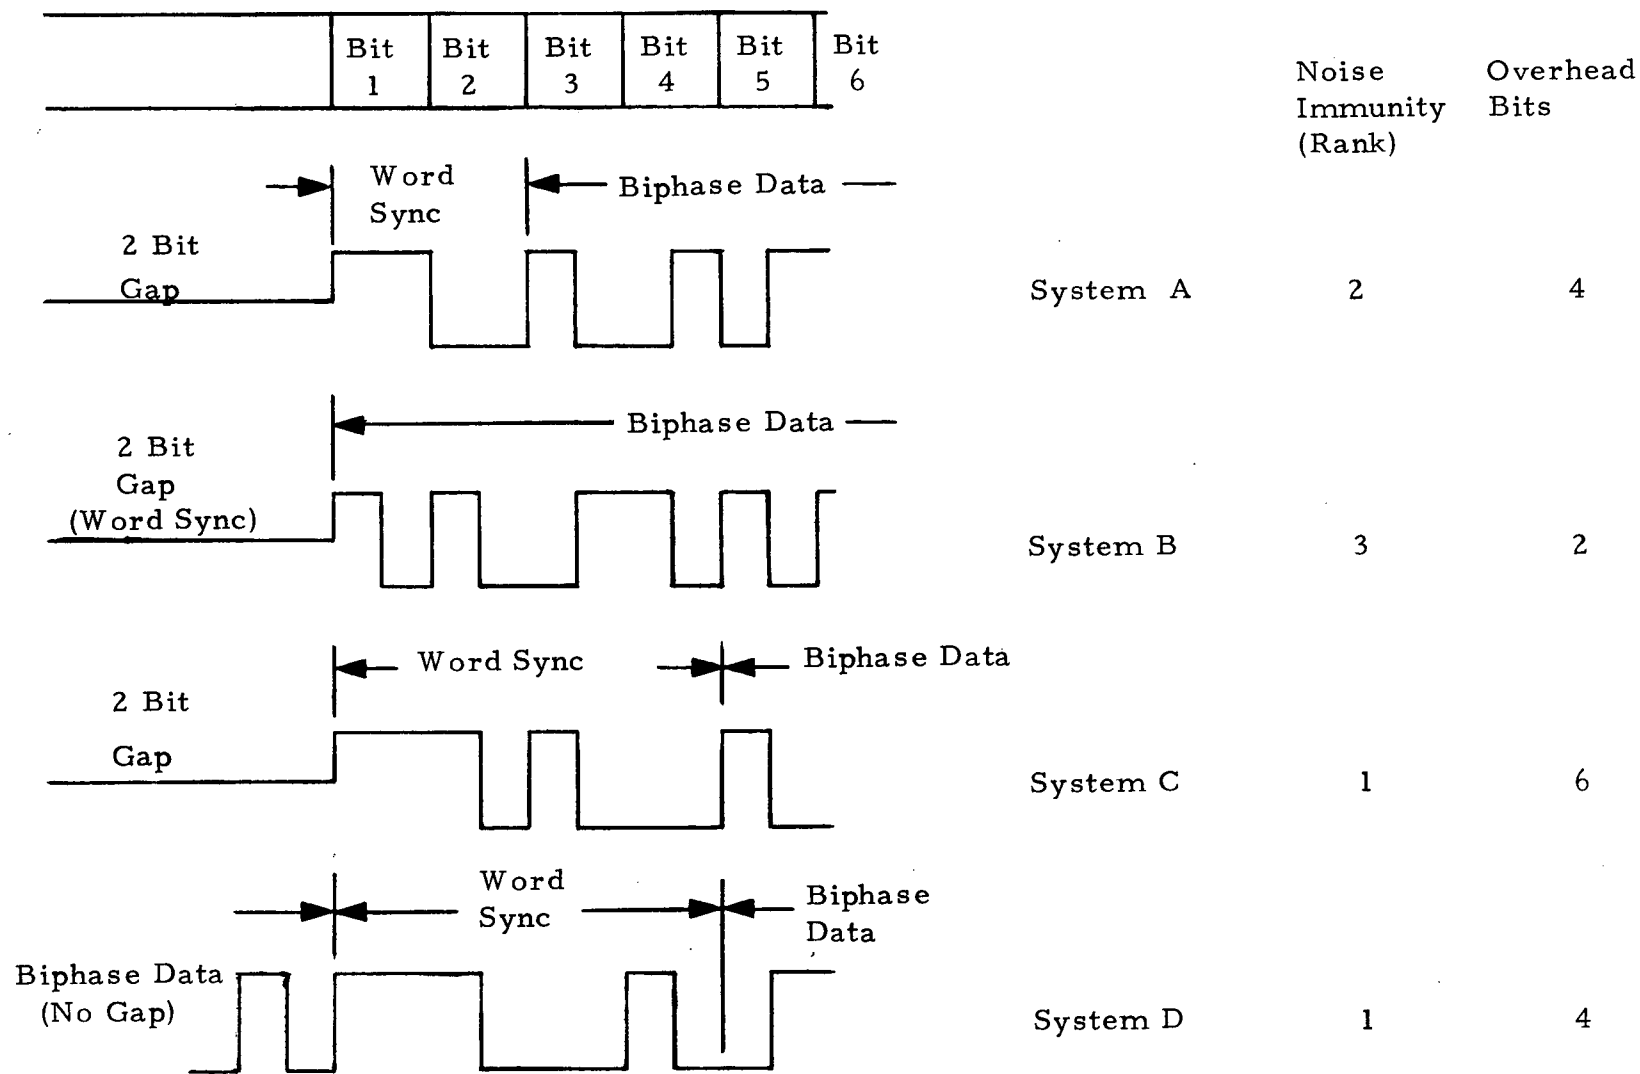 Bit 1
Bit 2
Bit 3
Bit 4
Bit 5
Bit 6
Noise
Immunity
(Rank)
Overhead
Bits
Word
Sync
Biphase Data
2 Bit
Gap
System A 2 4
Biphase Data
2 Bit
Gap
(Word Sync)
System B 3 2
Word Sync
Biphase Data
2 Bit
Gap
System C 1 6
Word
Sync
Biphase
Data
Biphase Data
(No Gap)
System D 1 4